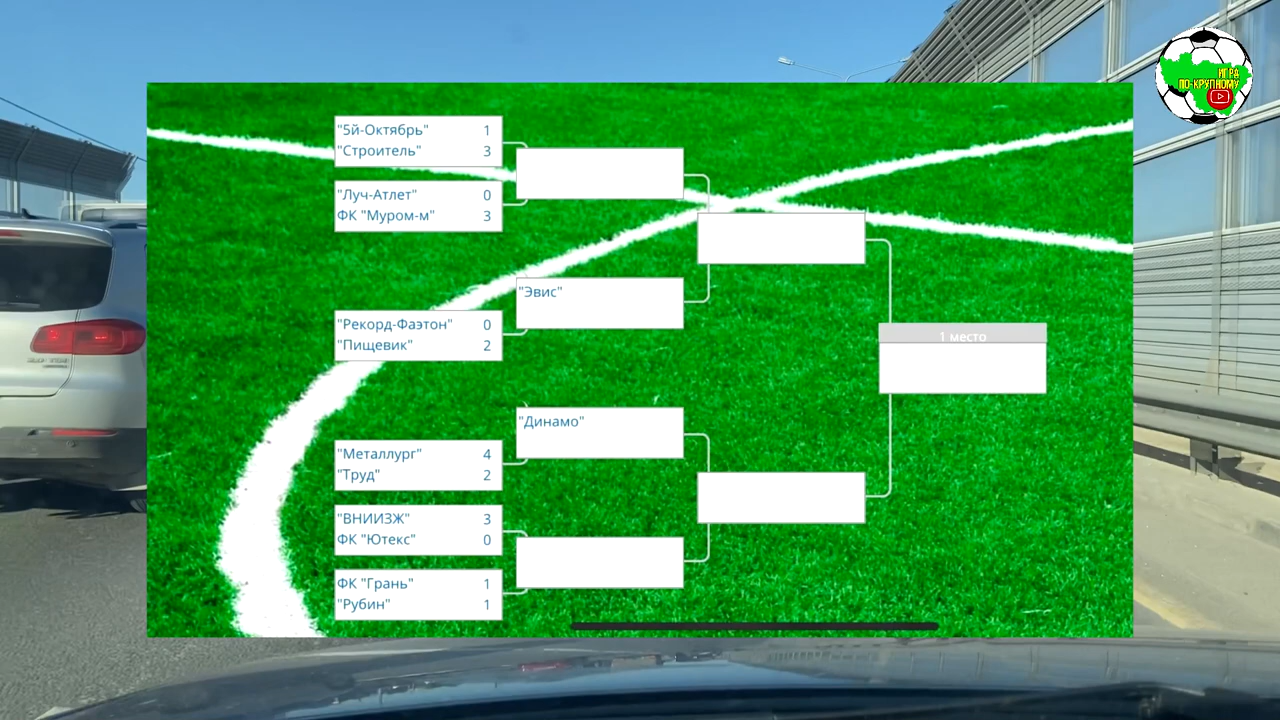 ИГРА
ПО-КРУПНОМУ
"5й-Октябрь" 1
"Строитель" 3
"Луч-Атлет" 0
ФК "Муром-м" 3
"Эвис"
"Рекорд-Фаэтон" 0
"Пищевик" 2
1 место
"Динамо"
"Металлург" 4
"Труд" 2
"ВНИИЗЖ" 3
ФК "Ютекс" 0
ФК "Грань" 1
"Рубин" 1